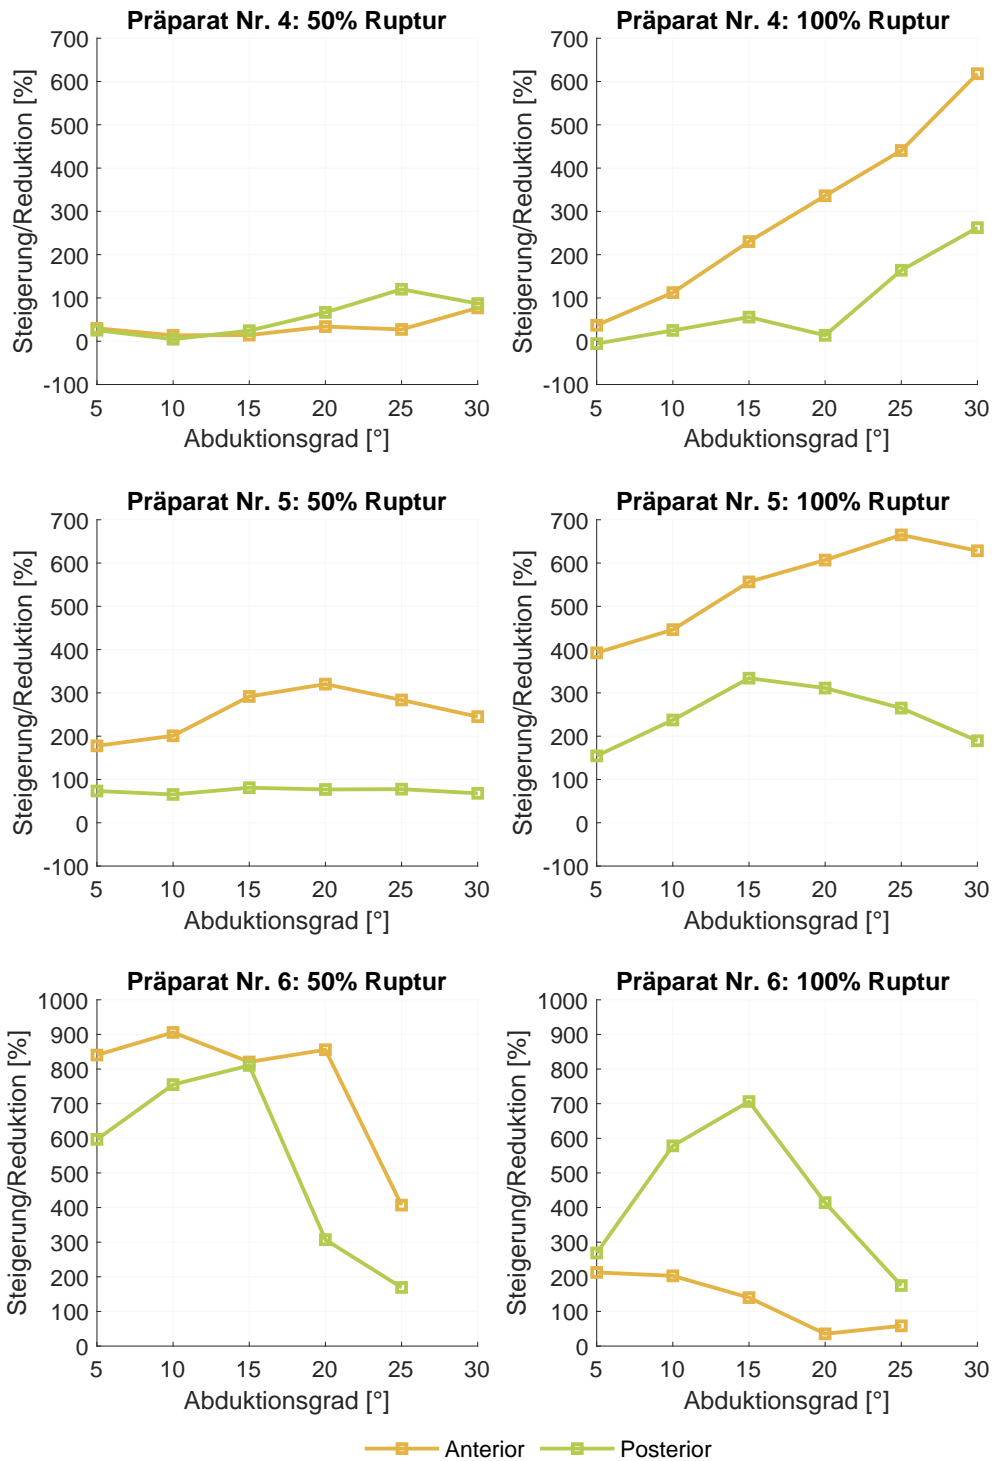 Präparat Nr. 4: 50% Ruptur
Steigerung/Reduktion [%]
700
600
500
400
300
200
100
0
-100
5 10 15 20 25 30
Abduktionsgrad [°]
Präparat Nr. 4: 100% Ruptur
Steigerung/Reduktion [%]
700
600
500
400
300
200
100
0
-100
5 10 15 20 25 30
Abduktionsgrad [°]
Präparat Nr. 5: 50% Ruptur
Steigerung/Reduktion [%]
700
600
500
400
300
200
100
0
-100
5 10 15 20 25 30
Abduktionsgrad [°]
Präparat Nr. 5: 100% Ruptur
Steigerung/Reduktion [%]
700
600
500
400
300
200
100
0
-100
5 10 15 20 25 30
Abduktionsgrad [°]
Präparat Nr. 6: 50% Ruptur
Steigerung/Reduktion [%]
1000
900
800
700
600
500
400
300
200
100
0
5 10 15 20 25 30
Abduktionsgrad [°]
Präparat Nr. 6: 100% Ruptur
Steigerung/Reduktion [%]
1000
900
800
700
600
500
400
300
200
100
0
5 10 15 20 25 30
Abduktionsgrad [°]
Anterior Posterior